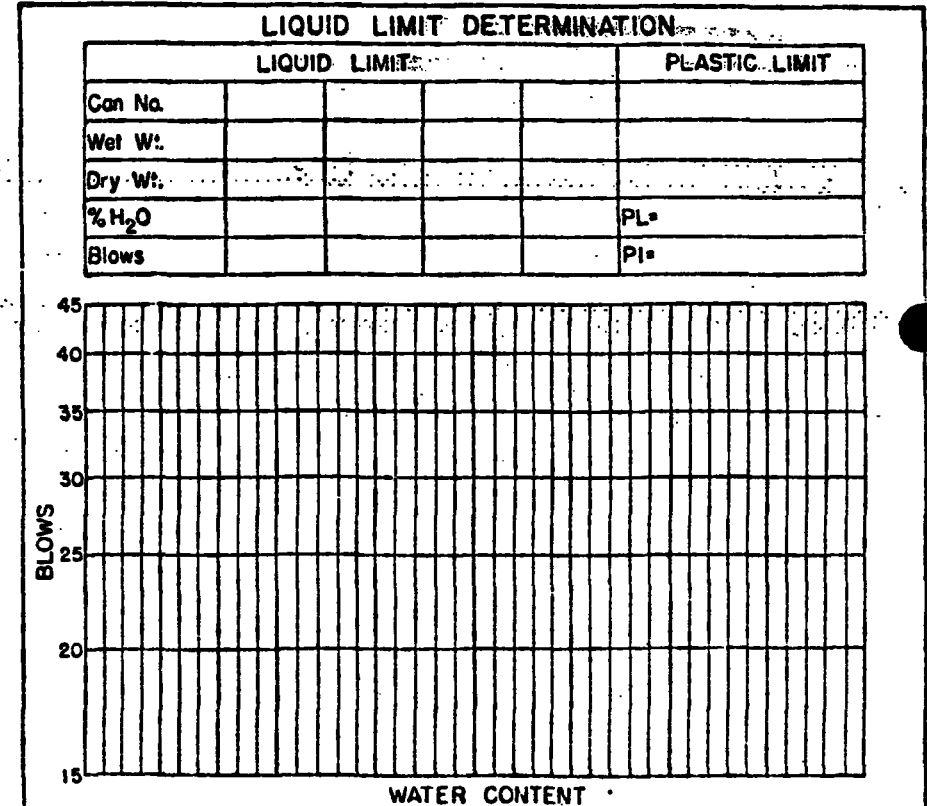 LIQUID LIMIT DETERMINATION
LIQUID LIMIT PLASTIC LIMIT
Can No.
Wet Wt.
Dry Wt.
% H₂O PL=
Blows PI=
45
40
35
30
25
20
15
BLOWS
WATER CONTENT